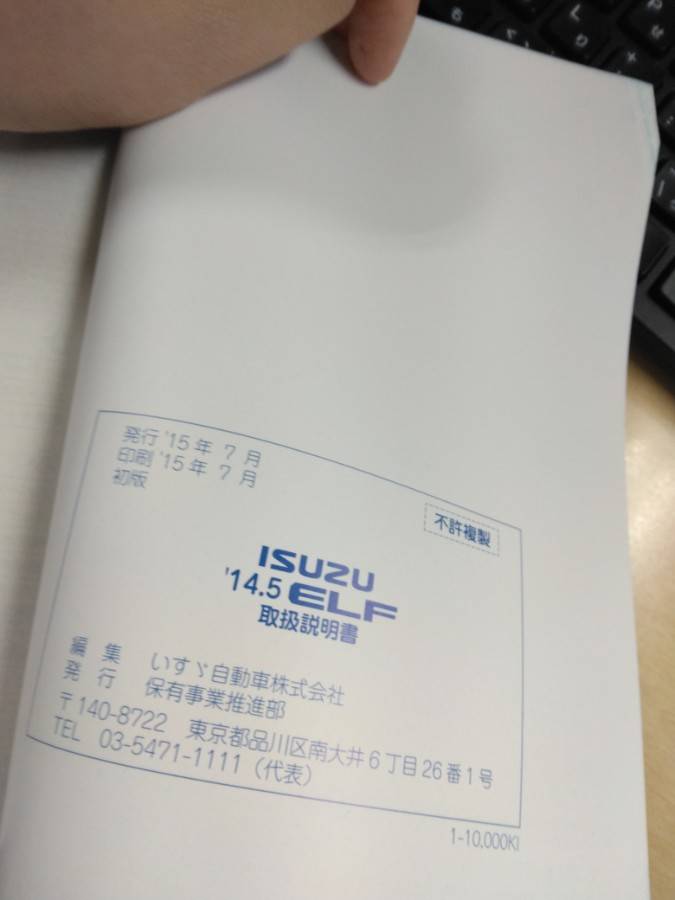 発行 '15年 7月
印刷 '15年 7月
初版
不許複製
ISUZU
'14.5 ELF
取扱説明書
編 集 いすゞ自動車株式会社
発 行 保有事業推進部
〒140-8722 東京都品川区南大井6丁目26番1号
TEL 03-5471-1111 (代表)
1-10,000KI